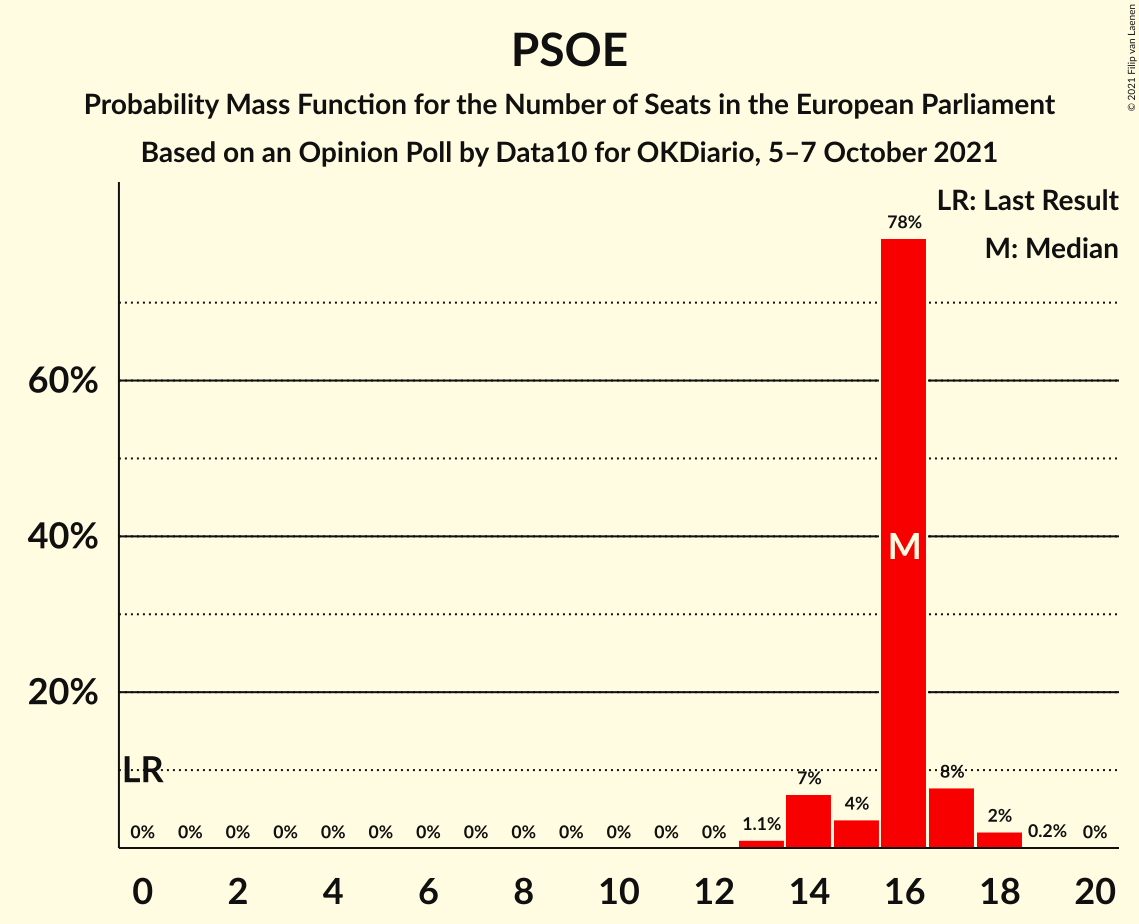 PSOE
Probability Mass Function for the Number of Seats in the European Parliament
Based on an Opinion Poll by Data10 for OKDiario, 5–7 October 2021
© 2021 Filip van Laenen
LR: Last Result
M: Median
78%
60%
40%
M
20%
LR
0% 0% 0% 0% 0% 0% 0% 0% 0% 0% 0% 0% 0% 1.1% 7% 4% 8% 2% 0.2% 0%
0 2 4 6 8 10 12 14 16 18 20